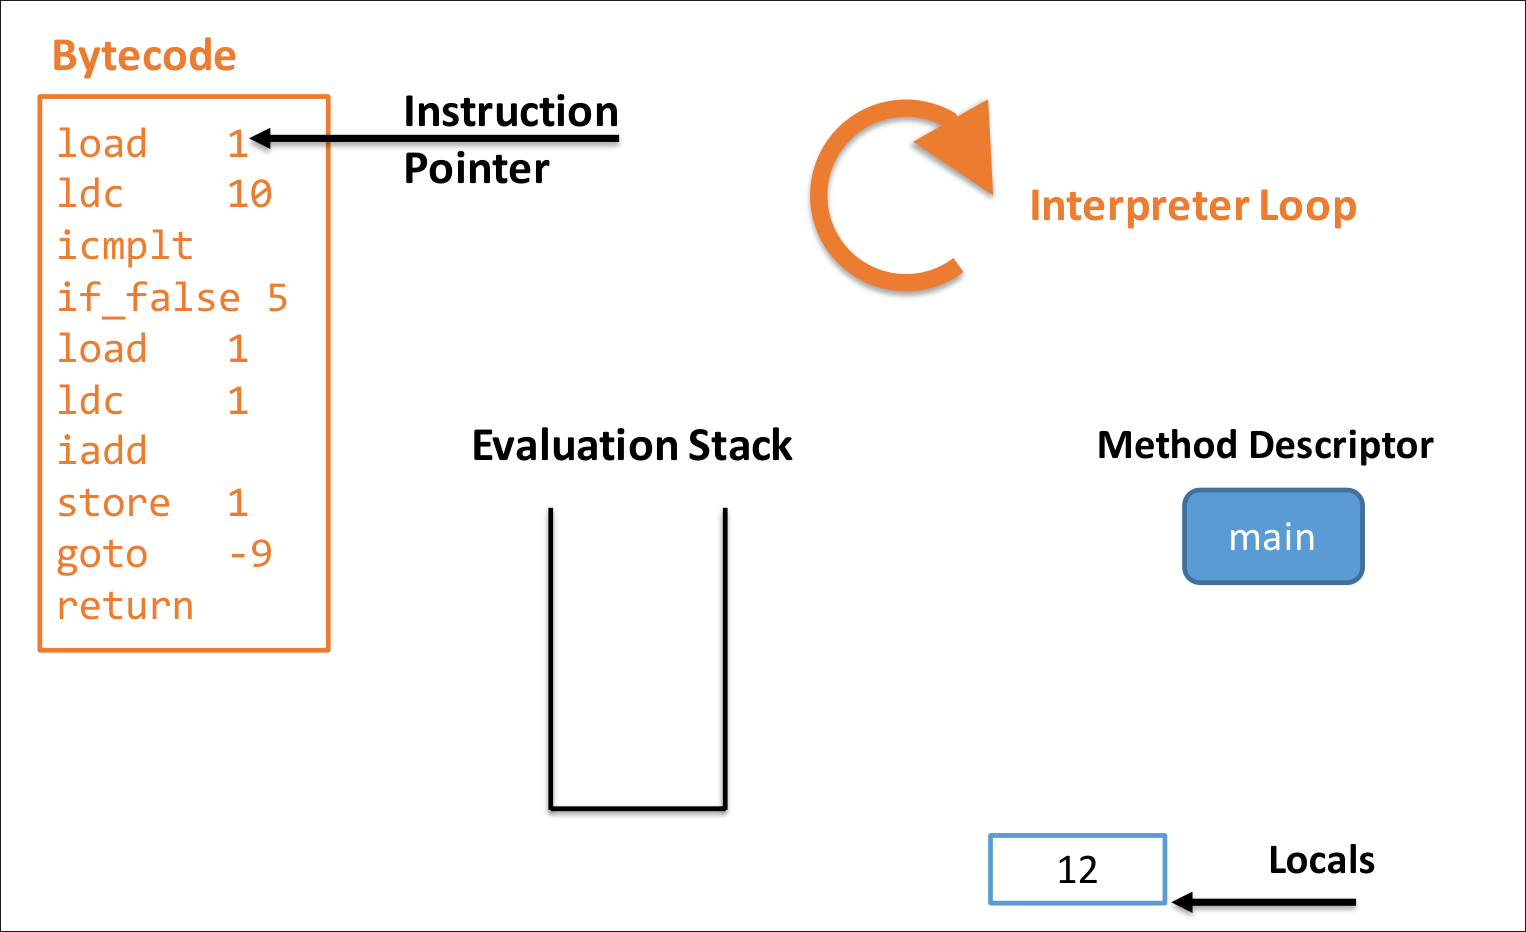 Bytecode
load 1
ldc 10
icmplt
if_false 5
load 1
ldc 1
iadd
store 1
goto -9
return
Instruction
Pointer
Interpreter Loop
Evaluation Stack
Method Descriptor
main
12
Locals